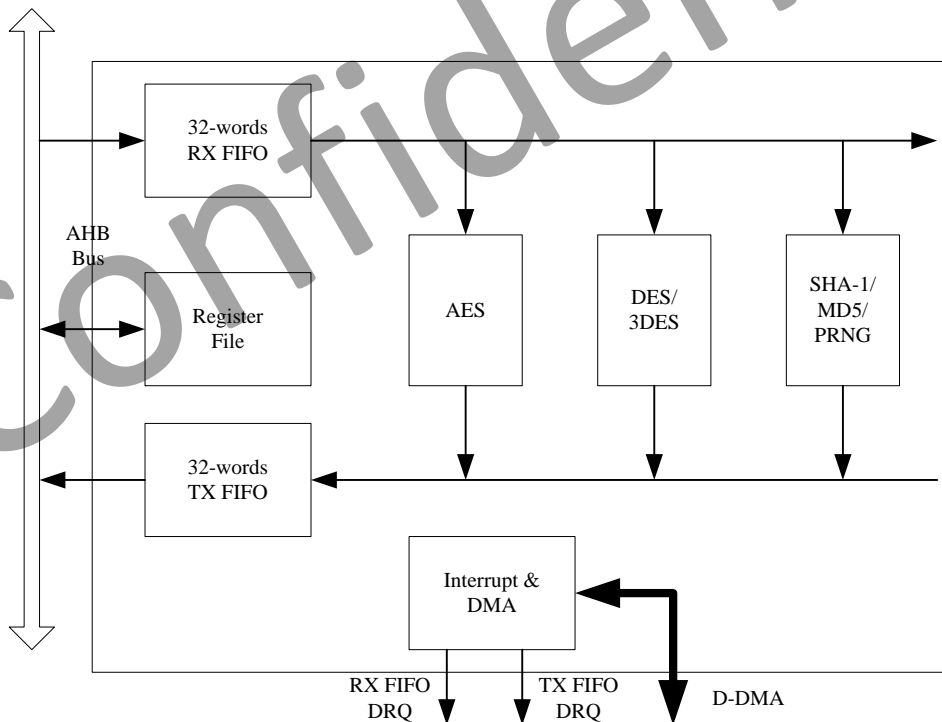 Confiden
32-words
RX FIFO
AHB
Bus
Register
File
AES
DES/
3DES
SHA-1/
MD5/
PRNG
32-words
TX FIFO
Interrupt &
DMA
RX FIFO
DRQ
TX FIFO
DRQ
D-DMA